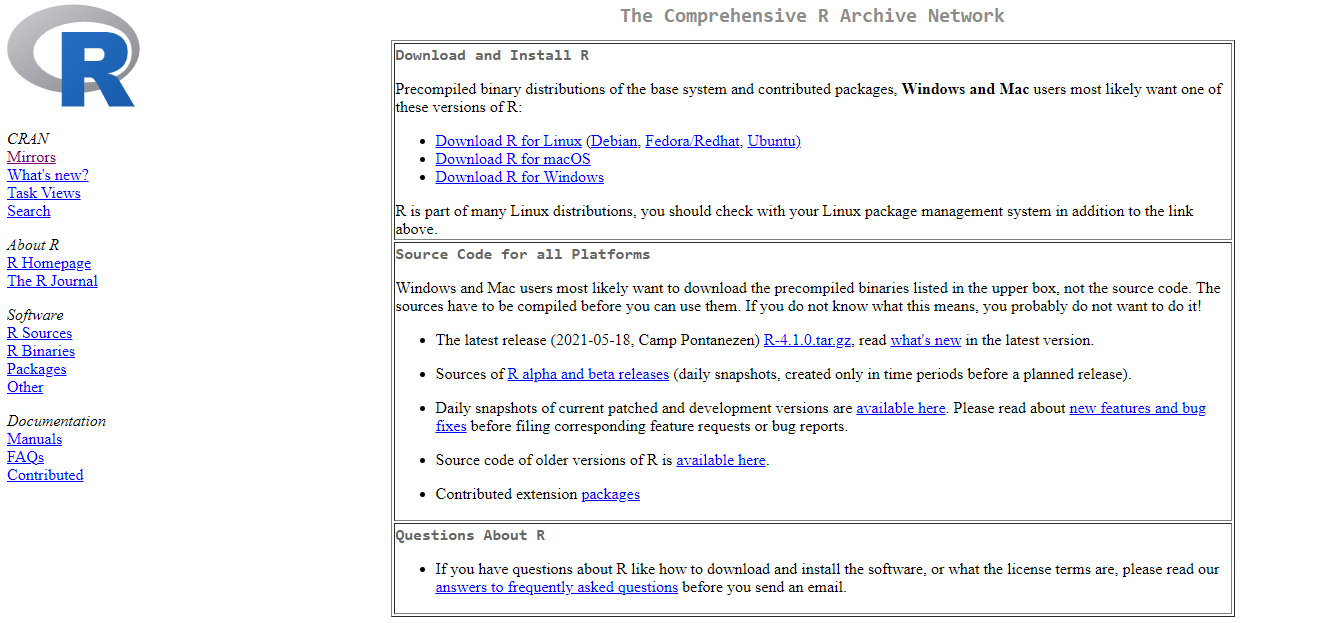 R
CRAN
Mirrors
What's new?
Task Views
Search
About R
R Homepage
The R Journal
Software
R Sources
R Binaries
Packages
Other
Documentation
Manuals
FAQs
Contributed
The Comprehensive R Archive Network
Download and Install R
Precompiled binary distributions of the base system and contributed packages, Windows and Mac users most likely want one of
these versions of R:
• Download R for Linux (Debian, Fedora/Redhat, Ubuntu)
• Download R for macOS
• Download R for Windows
R is part of many Linux distributions, you should check with your Linux package management system in addition to the link
above.
Source Code for all Platforms
Windows and Mac users most likely want to download the precompiled binaries listed in the upper box, not the source code. The
sources have to be compiled before you can use them. If you do not know what this means, you probably do not want to do it!
• The latest release (2021-05-18, Camp Pontanezen) R-4.1.0.tar.gz, read what's new in the latest version.
• Sources of R alpha and beta releases (daily snapshots, created only in time periods before a planned release).
• Daily snapshots of current patched and development versions are available here. Please read about new features and bug
fixes before filing corresponding feature requests or bug reports.
• Source code of older versions of R is available here.
• Contributed extension packages
Questions About R
• If you have questions about R like how to download and install the software, or what the license terms are, please read our
answers to frequently asked questions before you send an email.